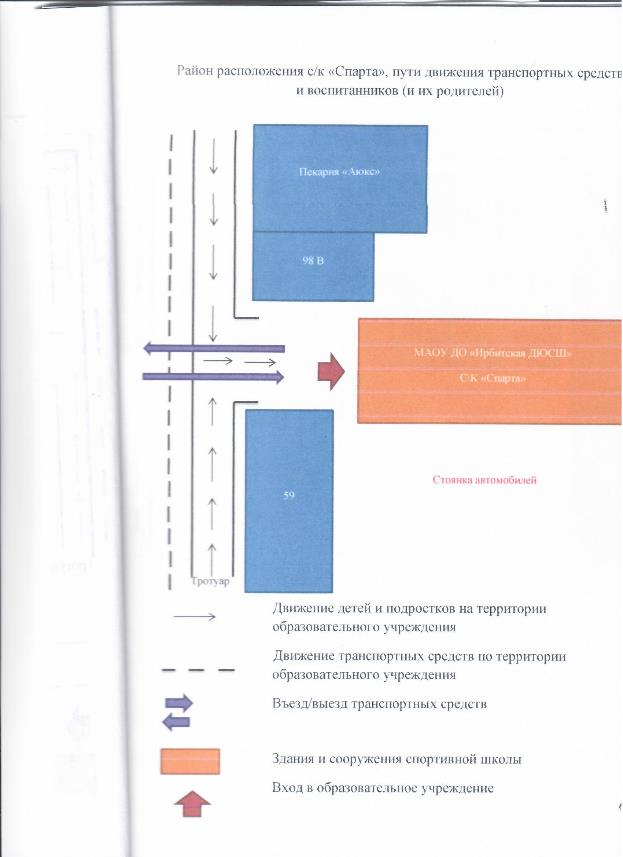 Район расположения с/к «Спарта», пути движения транспортных средств
и воспитанников (и их родителей)
Пекарня «Аюкс»
98 В
МАОУ ДО «Ирбитская ДЮСШ»
С\К «Спарта»
59
Стоянка автомобилей
Тротуар
Движение детей и подростков на территории
образовательного учреждения
Движение транспортных средств по территории
образовательного учреждения
Въезд/выезд транспортных средств
Здания и сооружения спортивной школы
Вход в образовательное учреждение